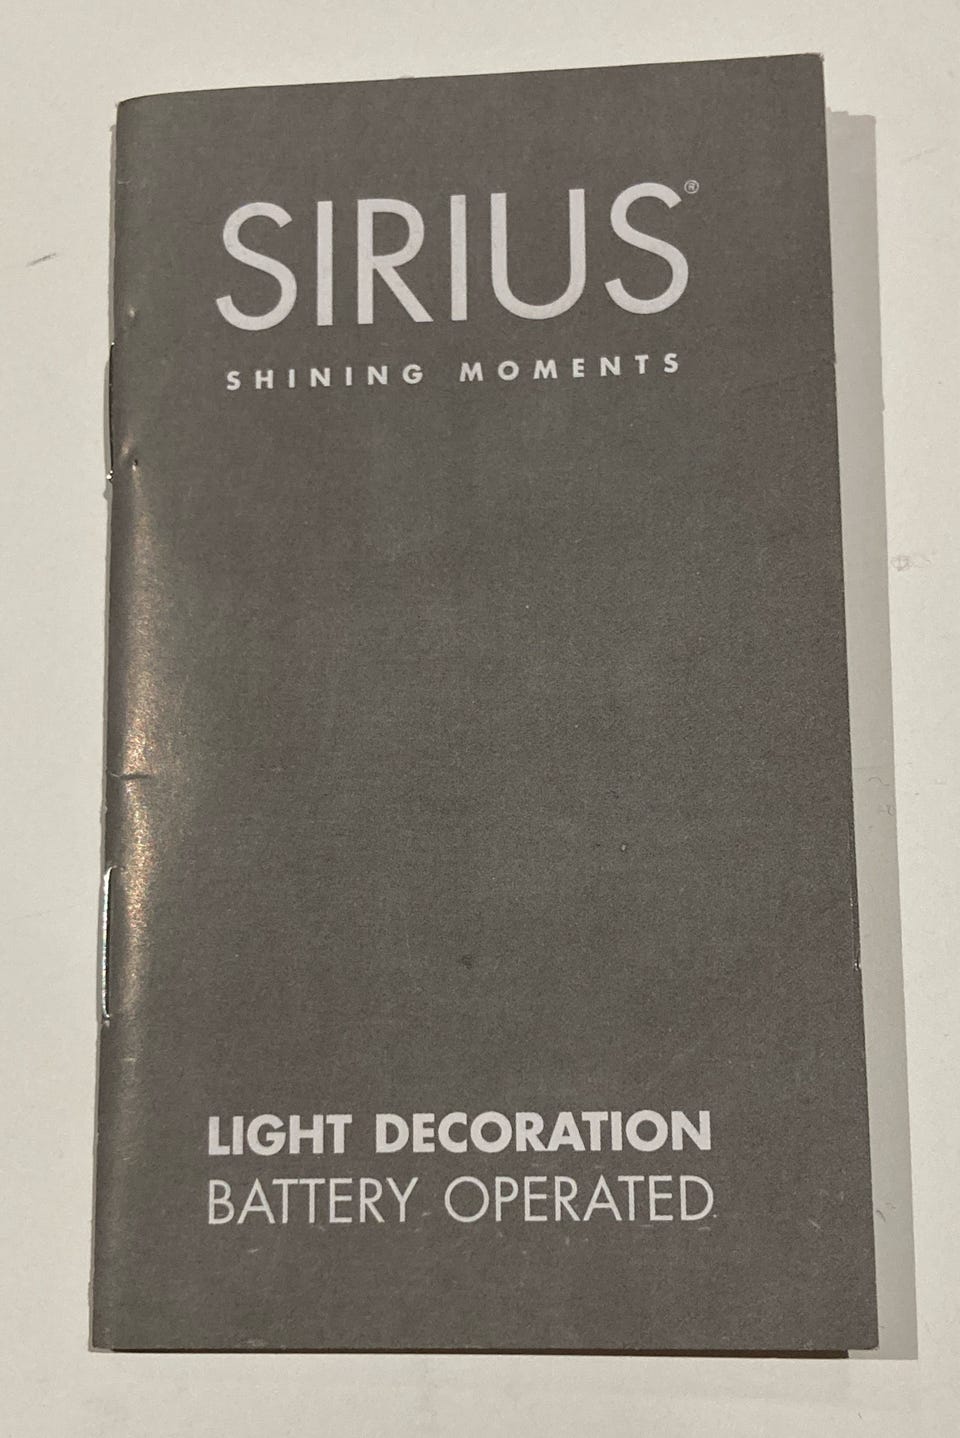 SIRIUS®
SHINING MOMENTS
LIGHT DECORATION
BATTERY OPERATED